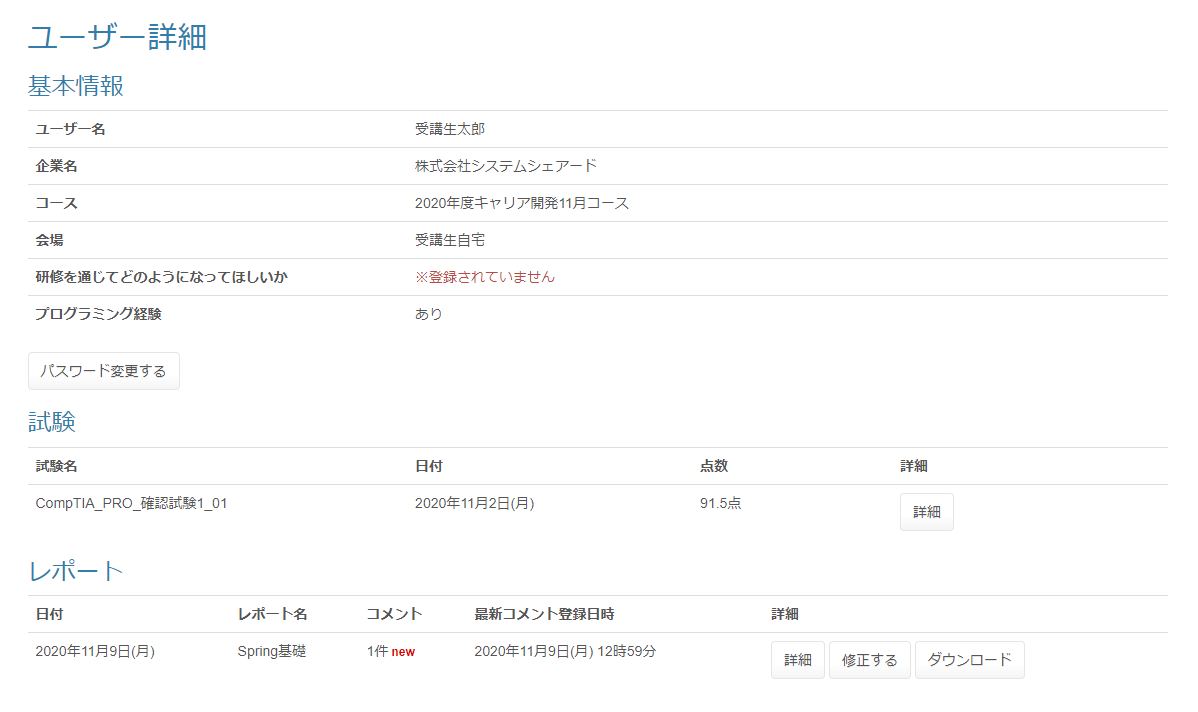 ユーザー詳細
基本情報
ユーザー名 受講生太郎
企業名 株式会社システムシェアード
コース 2020年度キャリア開発11月コース
会場 受講生自宅
研修を通じてどのようになってほしいか ※登録されていません
プログラミング経験 あり
パスワード変更する
試験
試験名 日付 点数 詳細
CompTIA_PRO_確認試験1_01 2020年11月2日(月) 91.5点 詳細
レポート
日付 レポート名 コメント 最新コメント登録日時 詳細
2020年11月9日(月) Spring基礎 1件 new 2020年11月9日(月) 12時59分 詳細 修正する ダウンロード